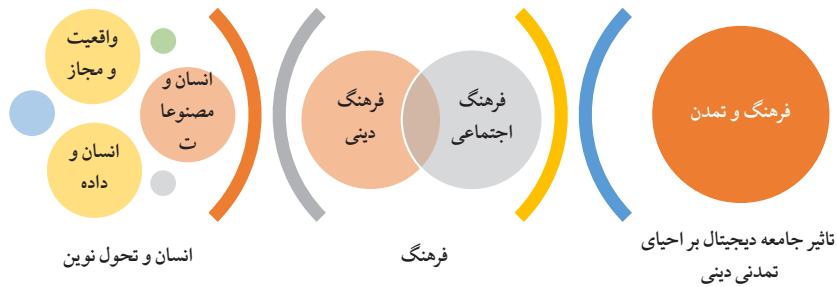 فرهنگ و تمدن
تاثیر جامعه دیجیتال بر احیای
تمدنی دینی
فرهنگ
اجتماعی
فرهنگ
دینی
فرهنگ
واقعیت
و مجاز
انسان و
مصنوعا
ت
انسان و
داده
انسان و تحول نوین